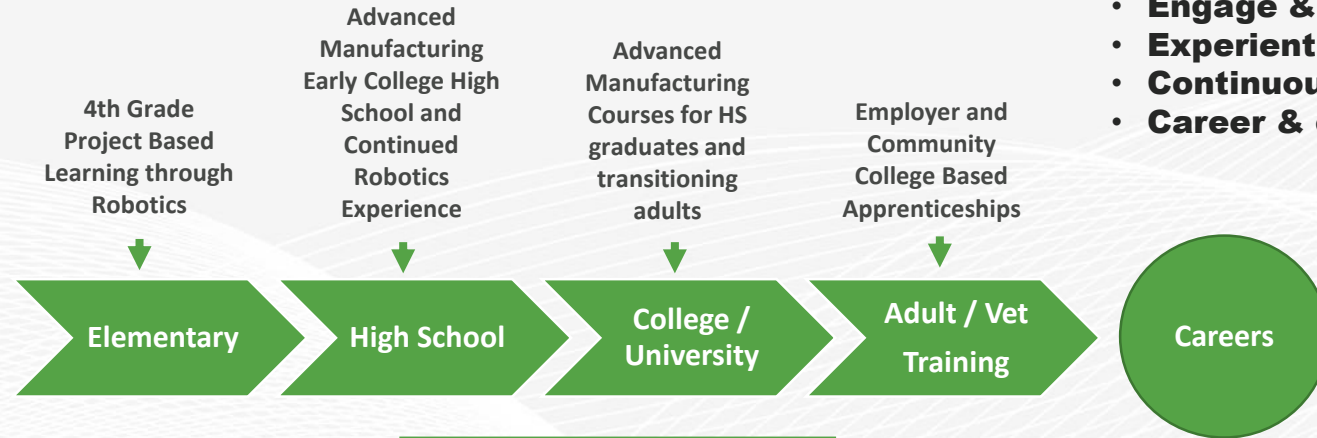 4th Grade
Project Based
Learning through
Robotics
Advanced
Manufacturing
Early College High
School and
Continued
Robotics
Experience
Advanced
Manufacturing
Courses for HS
graduates and
transitioning
adults
Employer and
Community
College Based
Apprenticeships
• Engage &
• Experient
• Continuou
• Career &
Elementary
High School
College /
University
Adult / Vet
Training
Careers